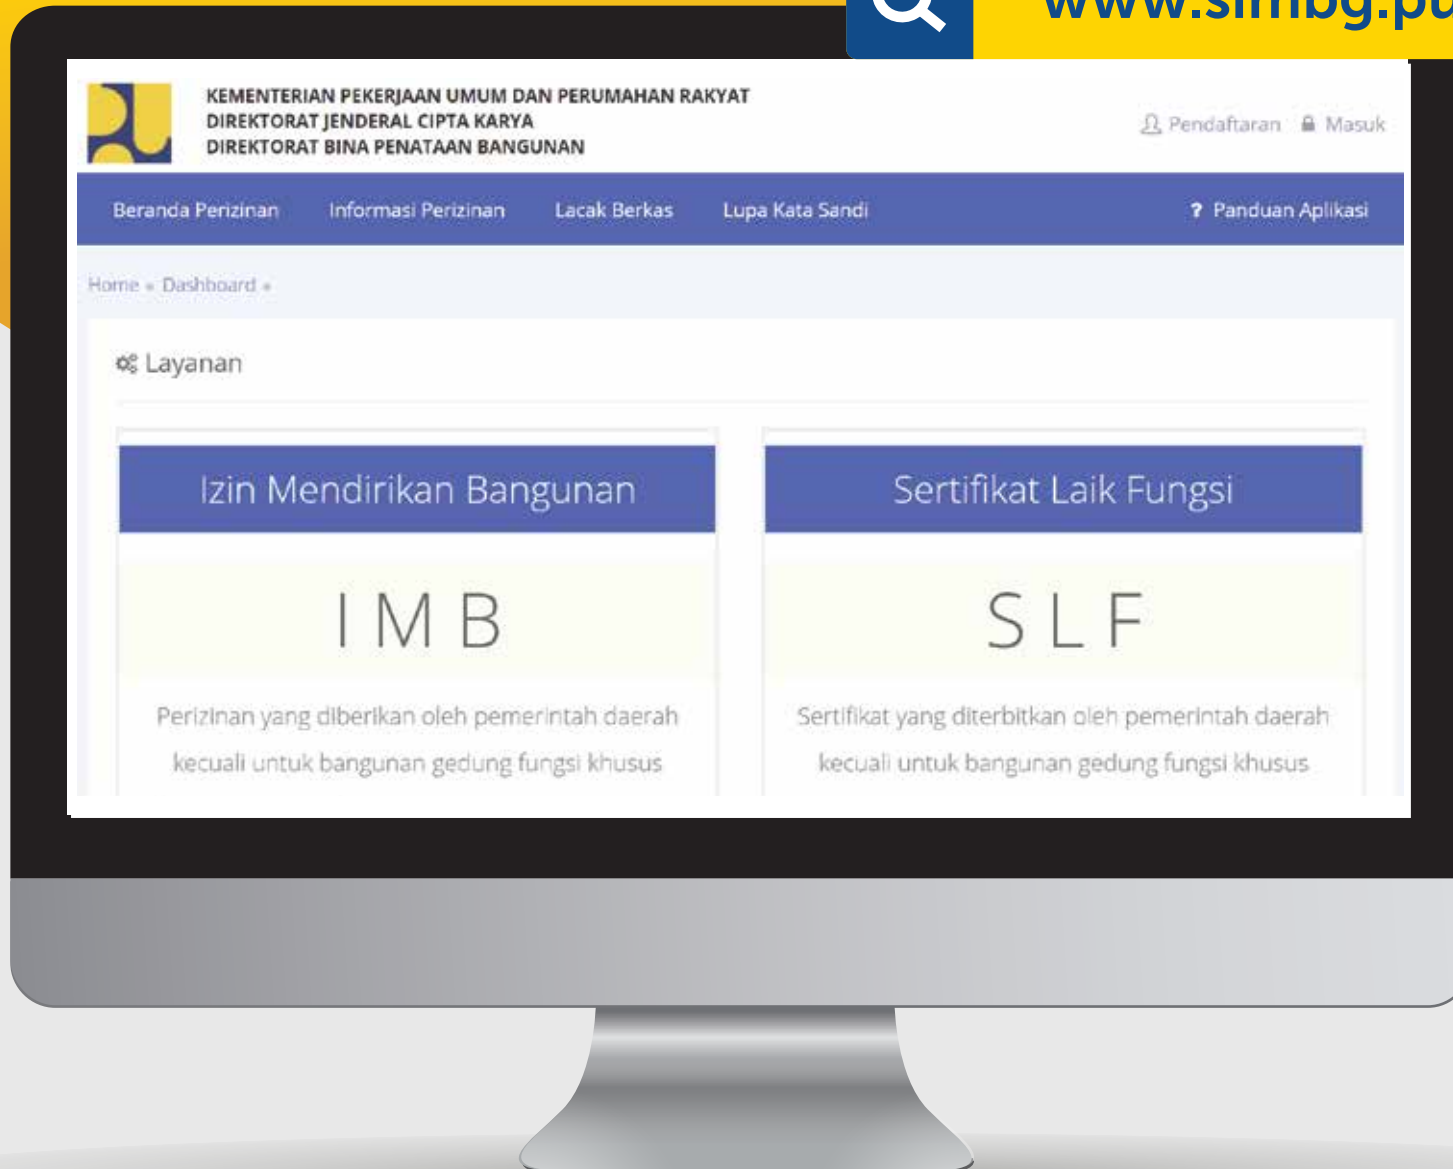 www.simbg.pu
KEMENTERIAN PEKERJAAN UMUM DAN PERUMAHAN RAKYAT
DIREKTORAT JENDERAL CIPTA KARYA
DIREKTORAT BINA PENATAAN BANGUNAN
Pendaftaran Masuk
Beranda Perizinan Informasi Perizinan Lacak Berkas Lupa Kata Sandi ? Panduan Aplikasi
Home » Dashboard »
Layanan
Izin Mendirikan Bangunan
I M B
Perizinan yang diberikan oleh pemerintah daerah
kecuali untuk bangunan gedung fungsi khusus
Sertifikat Laik Fungsi
S L F
Sertifikat yang diterbitkan oleh pemerintah daerah
kecuali untuk bangunan gedung fungsi khusus